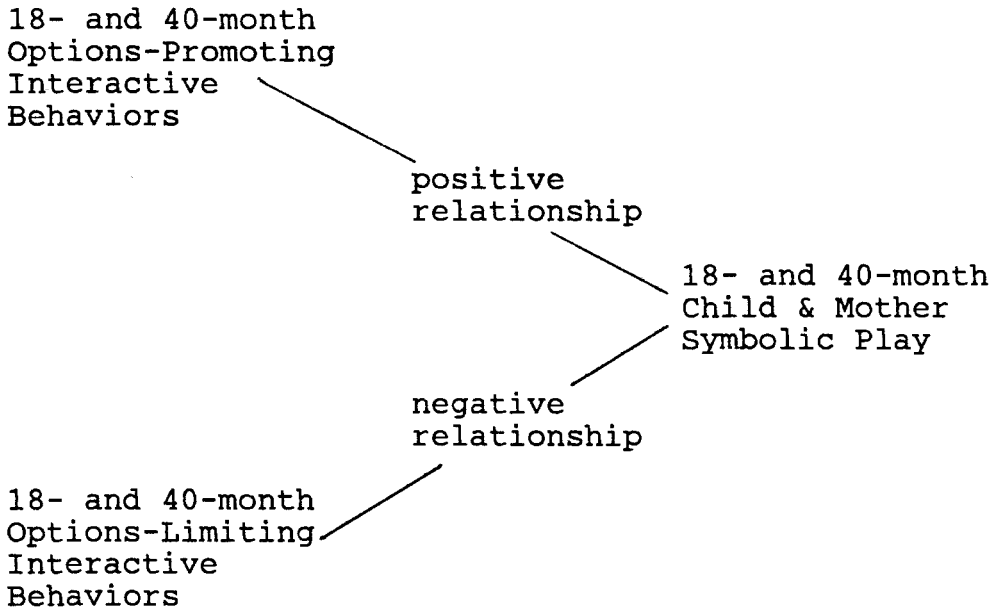 18- and 40-month
Options-Promoting
Interactive
Behaviors
positive
relationship
18- and 40-month
Child & Mother
Symbolic Play
negative
relationship
18- and 40-month
Options-Limiting
Interactive
Behaviors